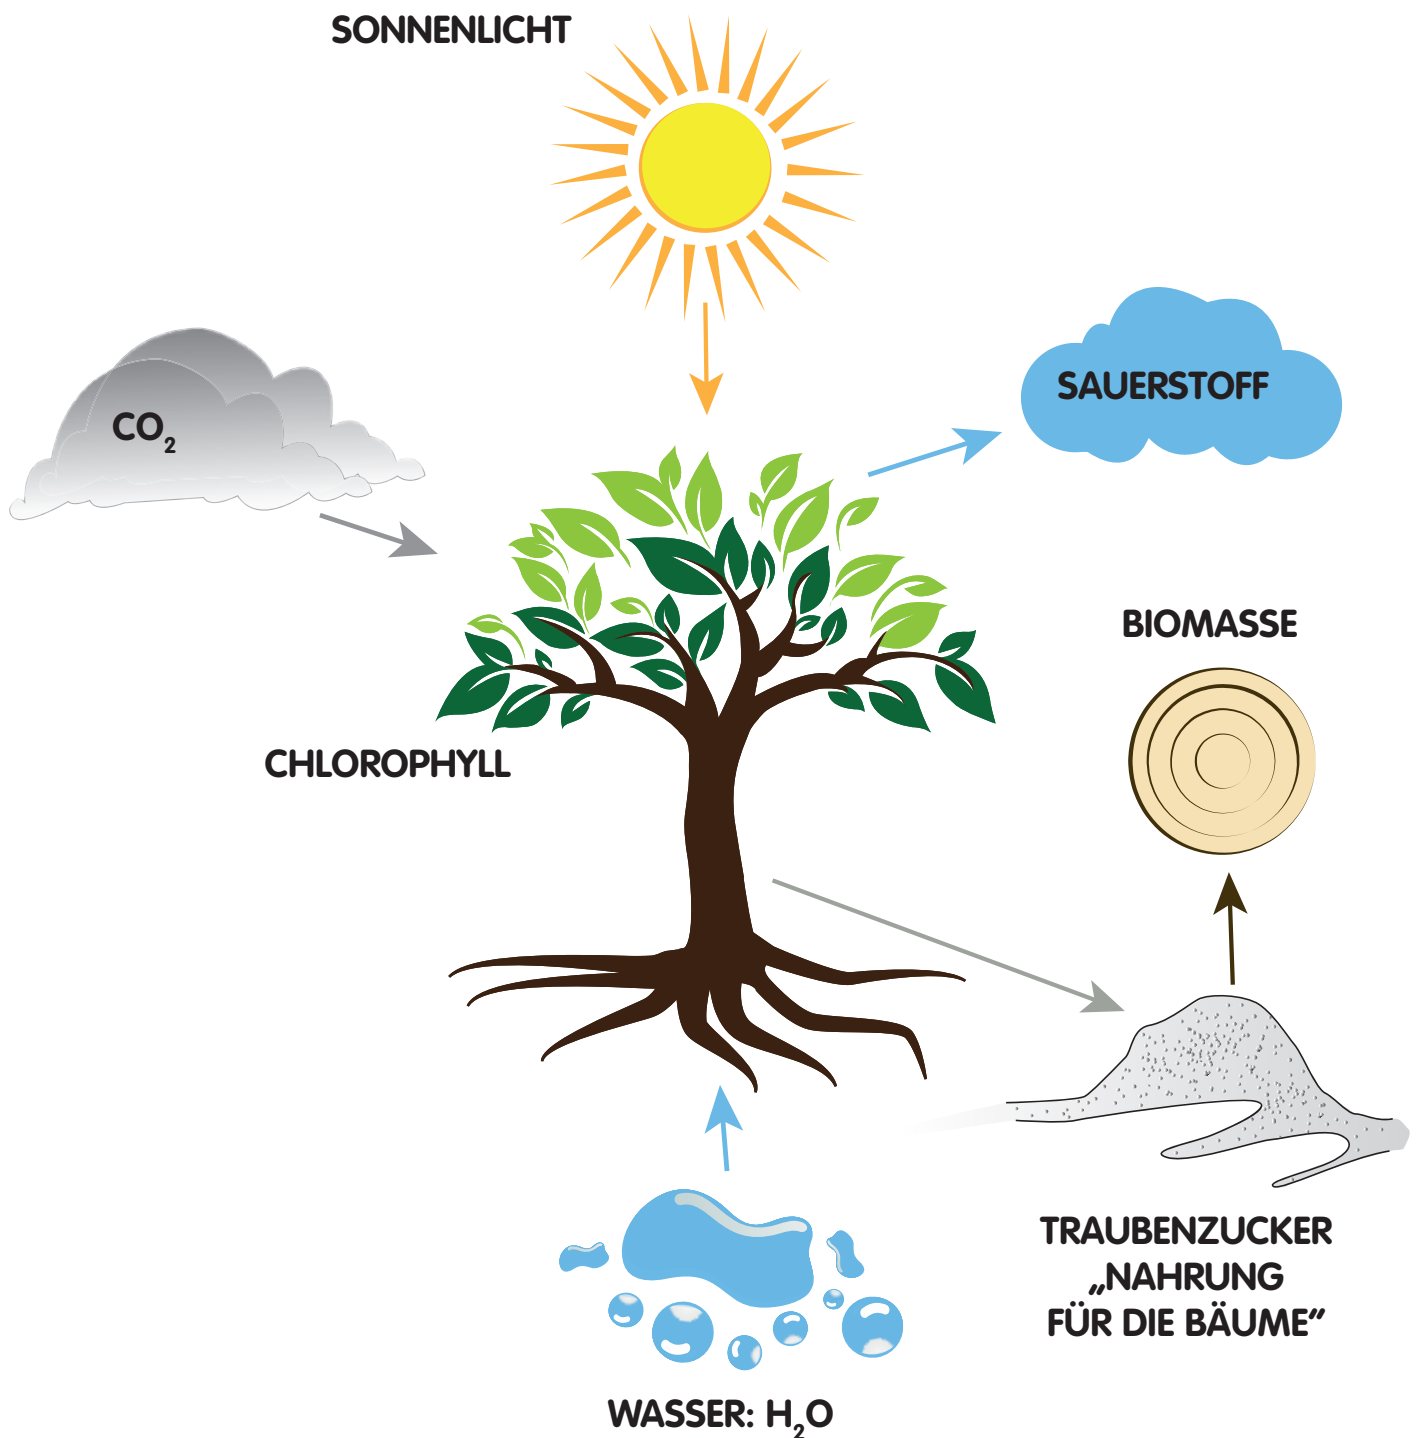 SONNENLICHT
CO₂
SAUERSTOFF
BIOMASSE
CHLOROPHYLL
TRAUBENZUCKER
„NAHRUNG
FÜR DIE BÄUME“
WASSER: H₂O